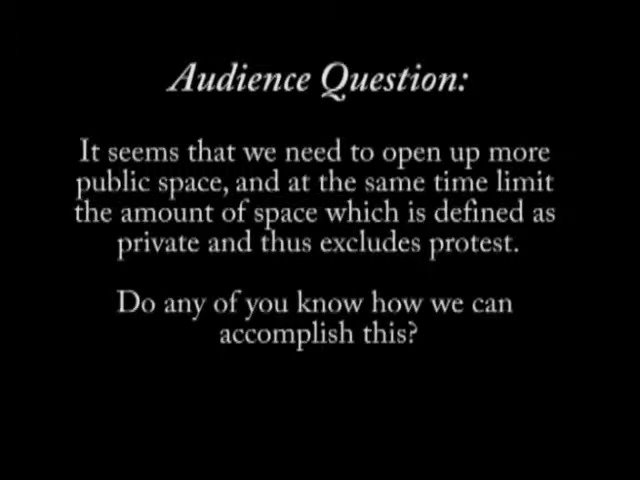 Audience Question:
It seems that we need to open up more
public space, and at the same time limit
the amount of space which is defined as
private and thus excludes protest.
Do any of you know how we can
accomplish this?